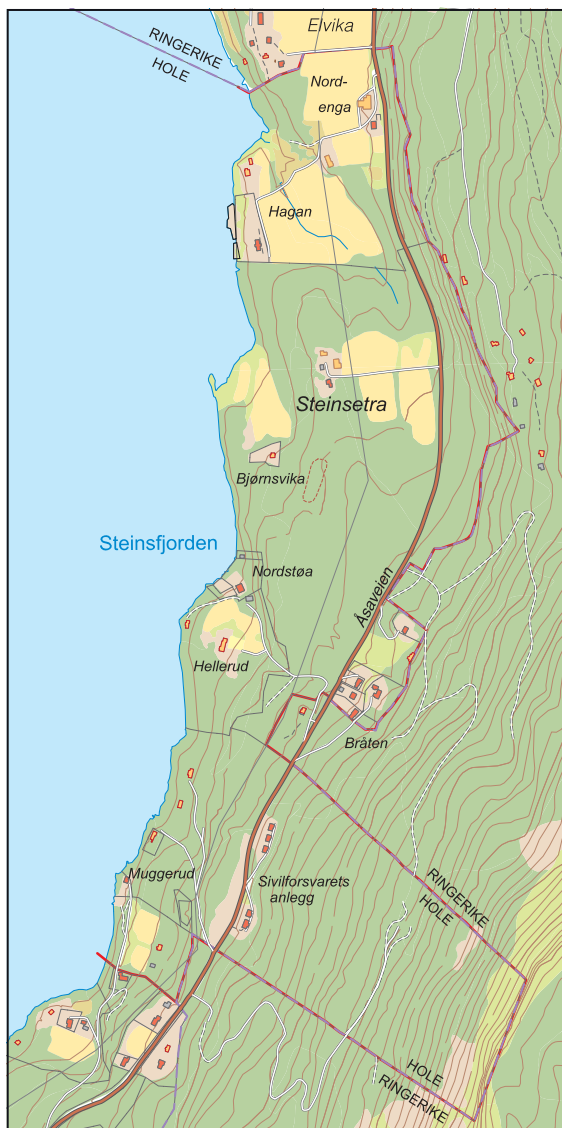 Elvika
RINGERIKE
HOLE
Nord-
enga
Hagan
Steinsetra
Bjørnsvika
Steinsfjorden
Nordstøa
Åsaveien
Hellerud
Bråten
Muggerud
Sivilforsvarets
anlegg
RINGERIKE
HOLE
HOLE
RINGERIKE